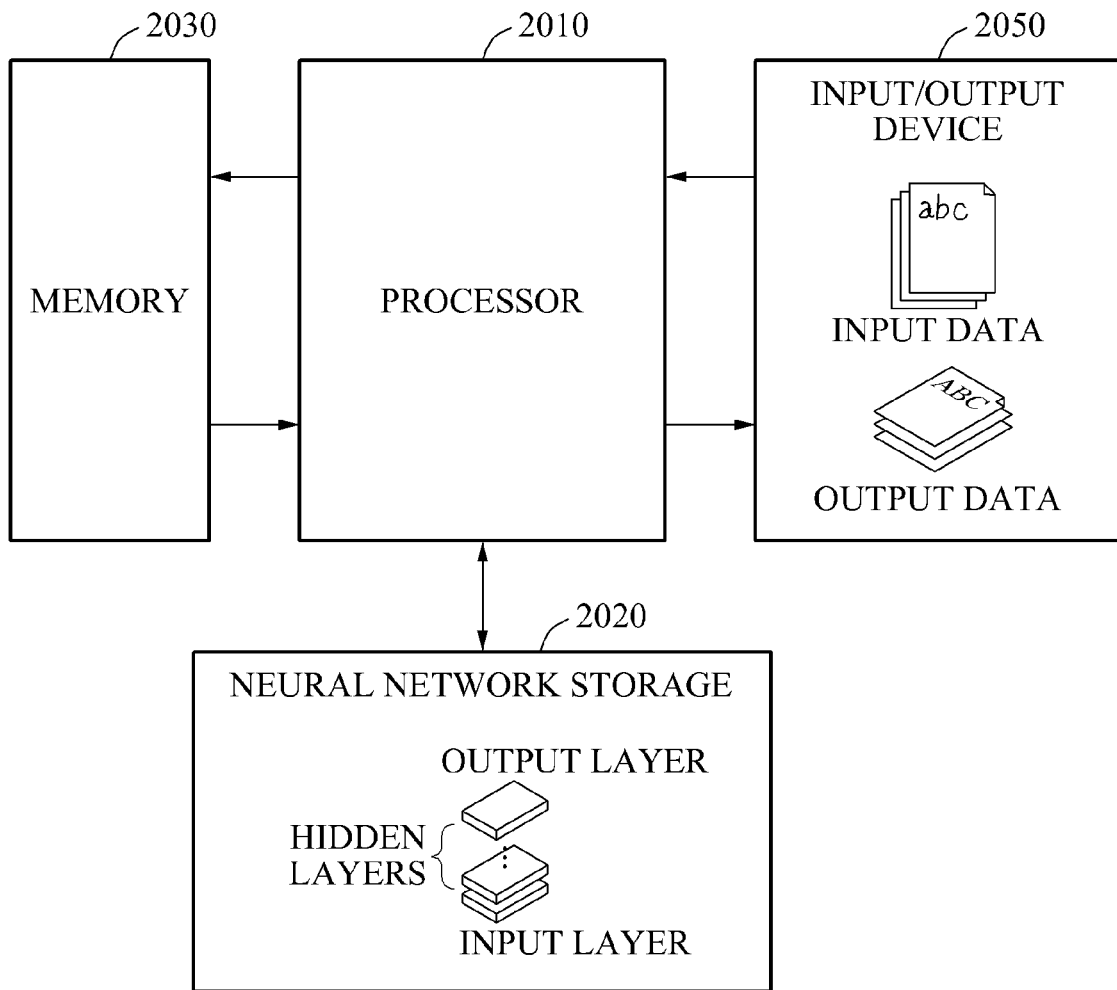 2030
2010
2050
MEMORY
PROCESSOR
INPUT/OUTPUT
DEVICE
abc
INPUT DATA
ABC
OUTPUT DATA
2020
NEURAL NETWORK STORAGE
OUTPUT LAYER
HIDDEN
LAYERS
INPUT LAYER